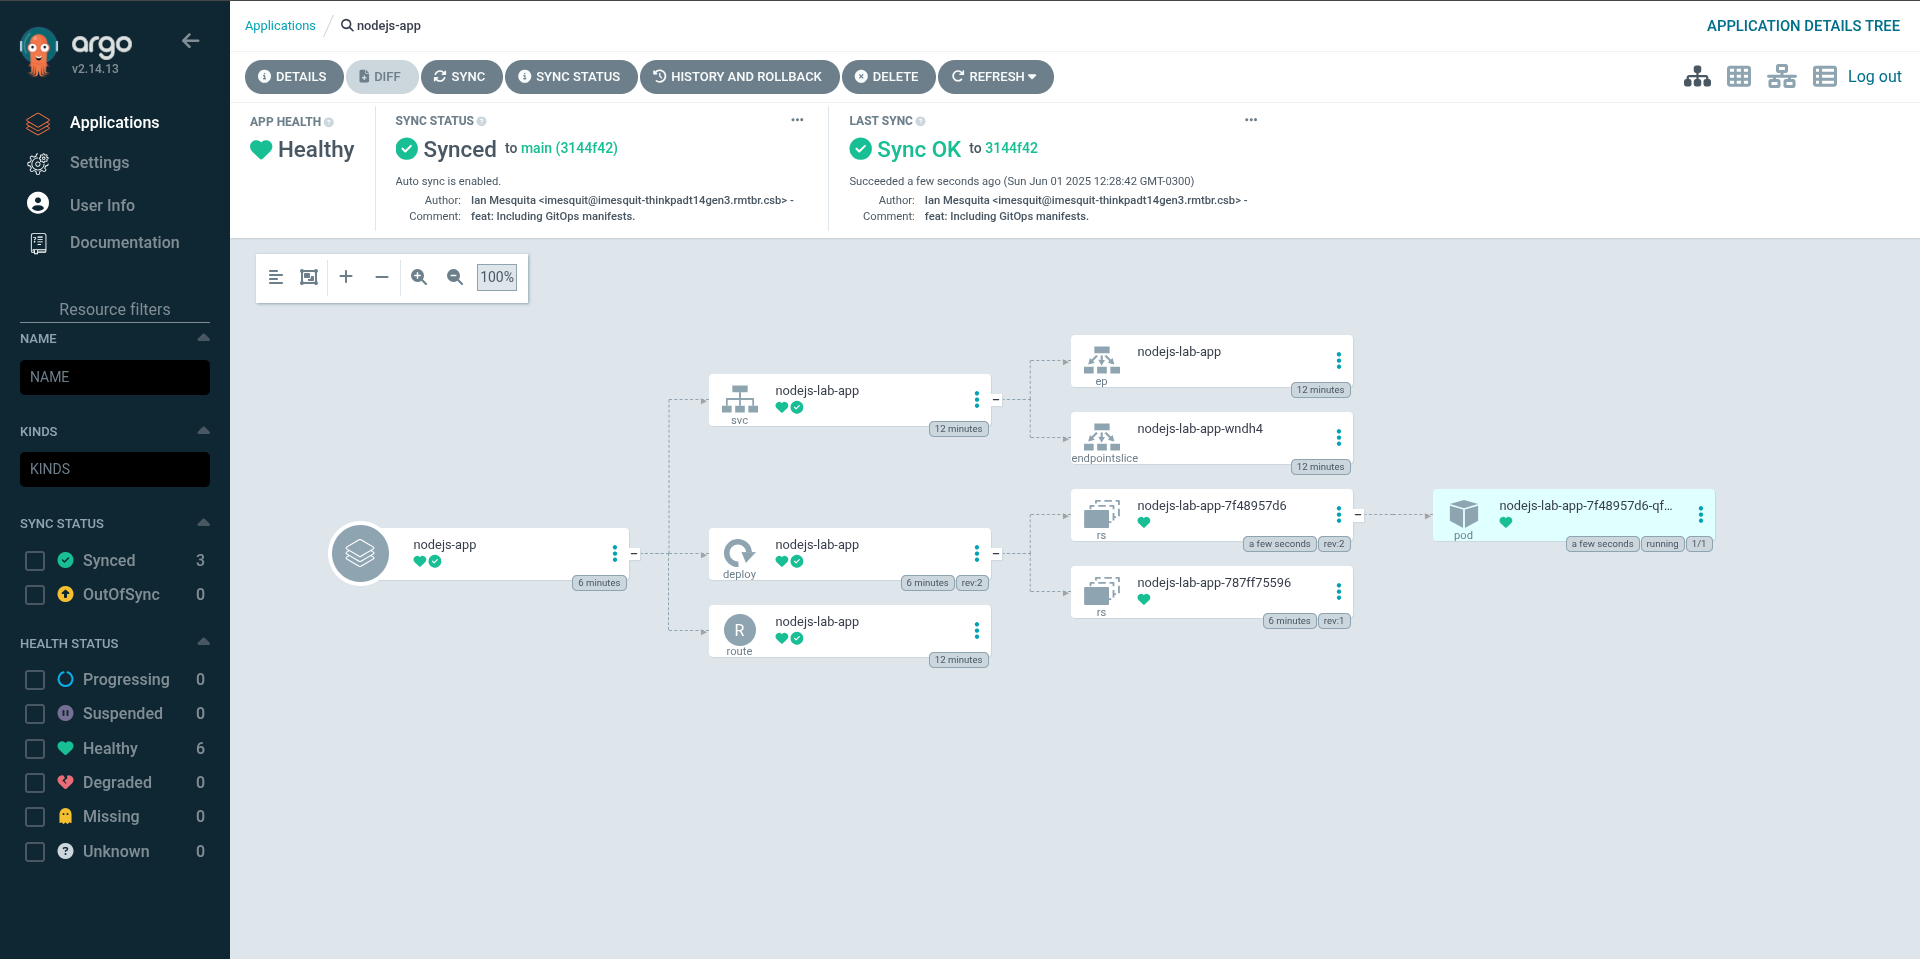 argo
v2.14.13
Applications
Settings
User Info
Documentation
Resource filters
NAME
NAME
KINDS
KINDS
SYNC STATUS
Synced 3
OutOfSync 0
HEALTH STATUS
Progressing 0
Suspended 0
Healthy 6
Degraded 0
Missing 0
Unknown 0
Applications / nodejs-app
APPLICATION DETAILS TREE
DETAILS DIFF SYNC SYNC STATUS HISTORY AND ROLLBACK DELETE REFRESH
Log out
APP HEALTH
Healthy
SYNC STATUS
Synced to main (3144f42)
Auto sync is enabled.
Author: Ian Mesquita <imesquit@imesquit-thinkpadt14gen3.rmtbr.csb> -
Comment: feat: Including GitOps manifests.
LAST SYNC
Sync OK to 3144f42
Succeeded a few seconds ago (Sun Jun 01 2025 12:28:42 GMT-0300)
Author: Ian Mesquita <imesquit@imesquit-thinkpadt14gen3.rmtbr.csb> -
Comment: feat: Including GitOps manifests.
100%
nodejs-app
6 minutes
nodejs-lab-app
svc
12 minutes
nodejs-lab-app
deploy
6 minutes rev:2
R
nodejs-lab-app
route
12 minutes
nodejs-lab-app
ep
12 minutes
nodejs-lab-app-wndh4
endpointslice
12 minutes
nodejs-lab-app-7f48957d6
rs
a few seconds rev:2
nodejs-lab-app-787ff75596
rs
6 minutes rev:1
nodejs-lab-app-7f48957d6-qf...
pod
a few seconds running 1/1